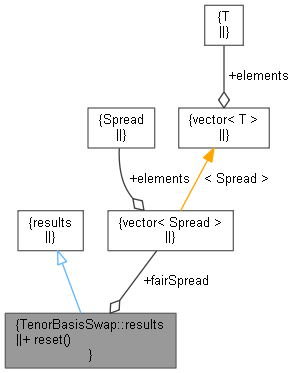 {T
||}
+elements
{Spread
||}
{vector< T >
||}
+elements
< Spread >
{results
||}
{vector< Spread >
||}
+fairSpread
{TenorBasisSwap::results
||+ reset()
}